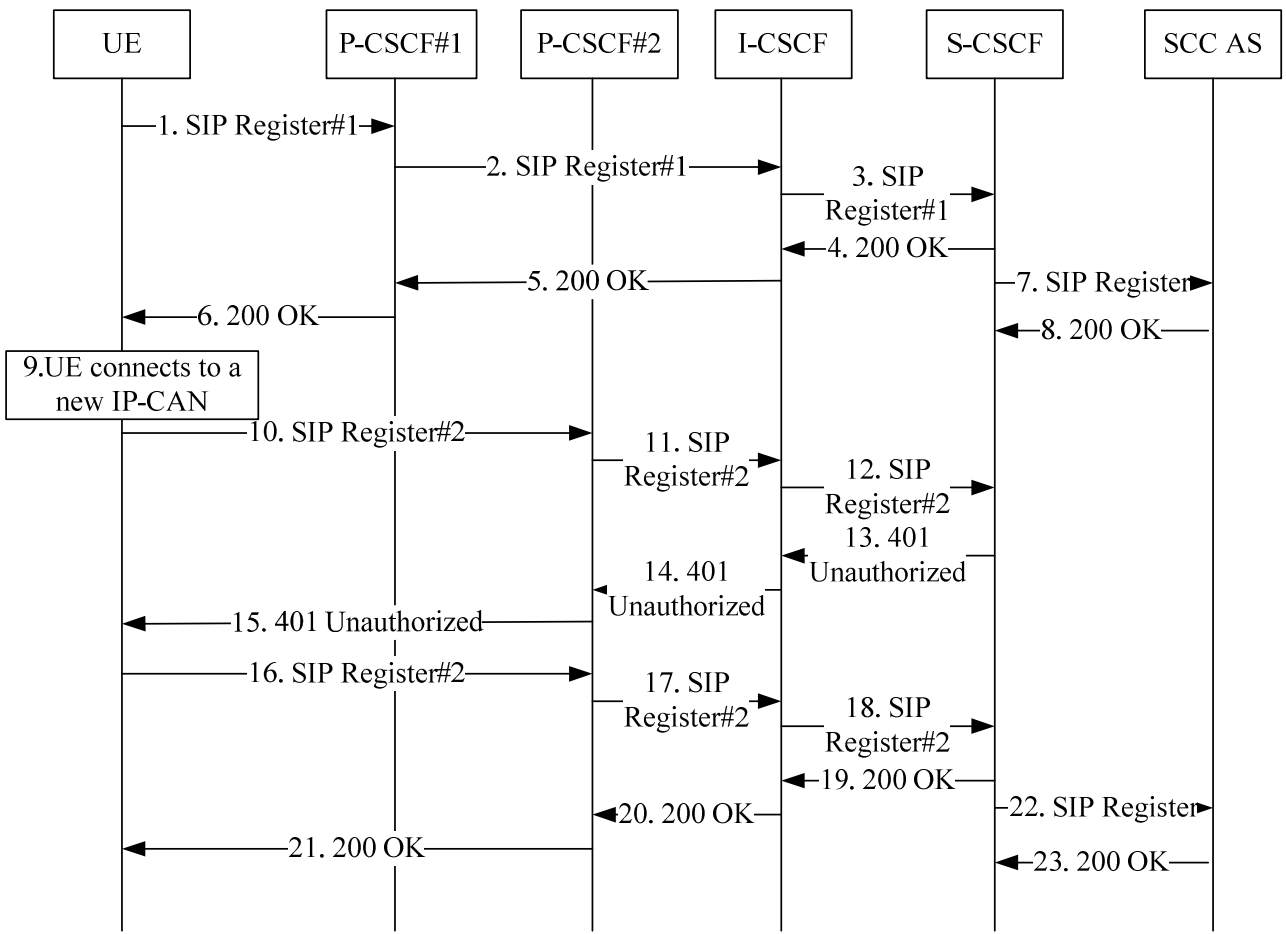 UE
P-CSCF#1
P-CSCF#2
I-CSCF
S-CSCF
SCC AS
1. SIP Register#1
2. SIP Register#1
3. SIP
Register#1
4. 200 OK
5. 200 OK
7. SIP Register
6. 200 OK
8. 200 OK
9.UE connects to a
new IP-CAN
10. SIP Register#2
11. SIP
Register#2
12. SIP
Register#2
13. 401
Unauthorized
14. 401
Unauthorized
15. 401 Unauthorized
16. SIP Register#2
17. SIP
Register#2
18. SIP
Register#2
19. 200 OK
20. 200 OK
22. SIP Register
21. 200 OK
23. 200 OK